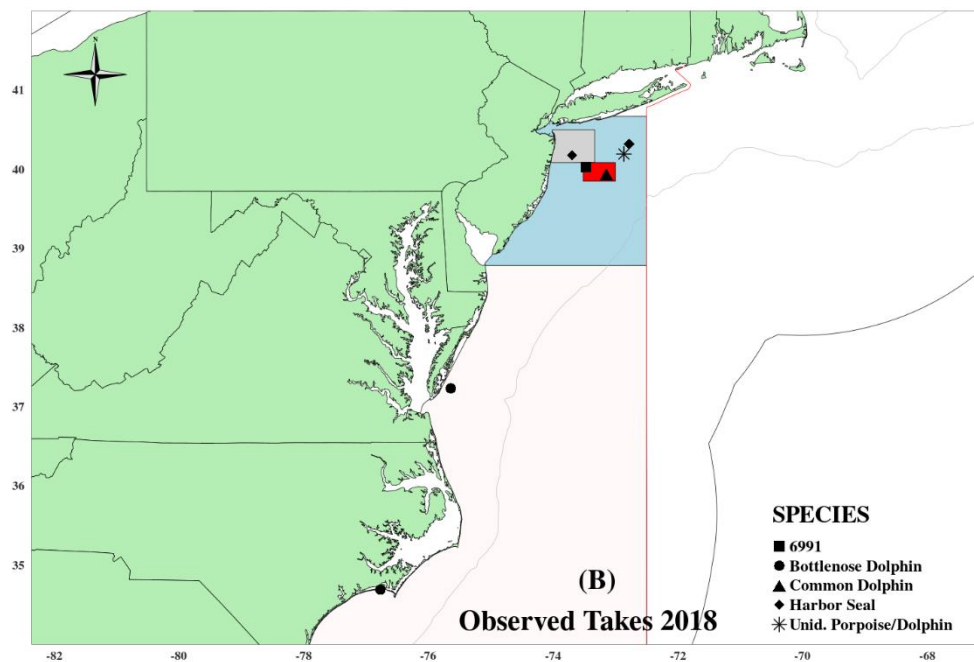 N
41
40
39
38
37
36
35
SPECIES
6991
Bottlenose Dolphin
Common Dolphin
Harbor Seal
Unid. Porpoise/Dolphin
(B)
Observed Takes 2018
-82
-80
-78
-76
-74
-72
-70
-68